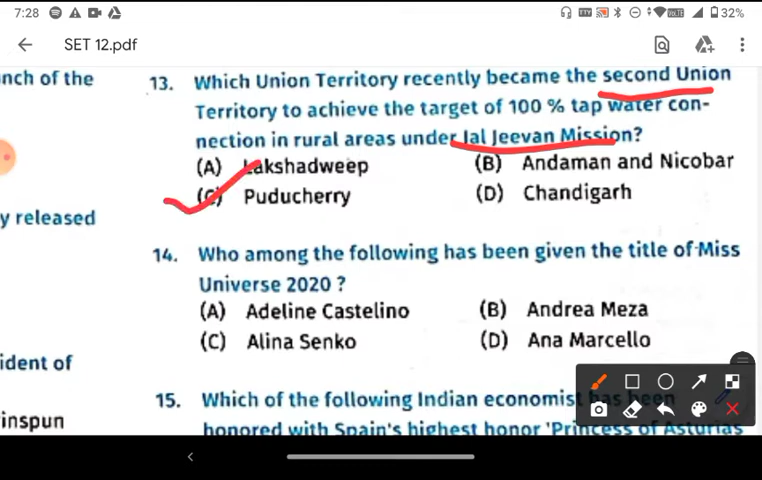 7:28
32%
SET 12.pdf
nch of the
13. Which Union Territory recently became the second Union
Territory to achieve the target of 100 % tap water con-
nection in rural areas under Jal Jeevan Mission?
(A) Lakshadweep (B) Andaman and Nicobar
(C) Puducherry (D) Chandigarh
y released
14. Who among the following has been given the title of Miss
Universe 2020 ?
(A) Adeline Castelino (B) Andrea Meza
(C) Alina Senko (D) Ana Marcello
ident of
15. Which of the following Indian economist has been
inspun
honored with Spain's highest honor 'Princess of Asturias